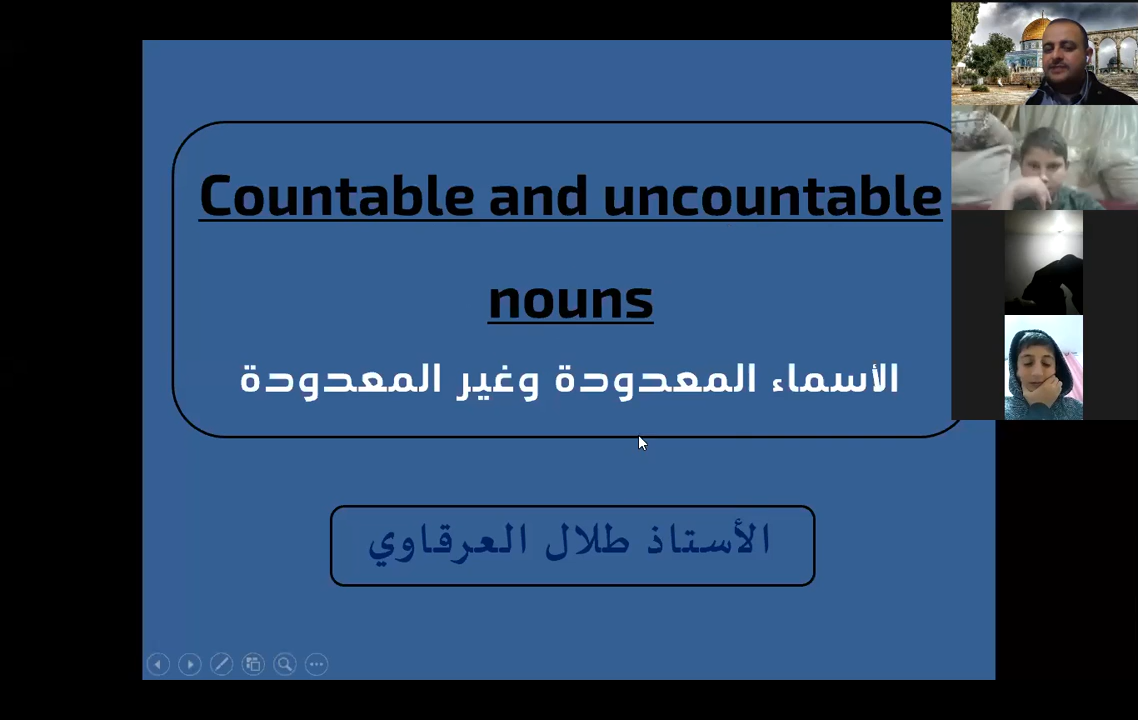 Countable and uncountable
nouns
الأسماء المعدودة وغير المعدودة
الأستاذ طلال العرقاوي